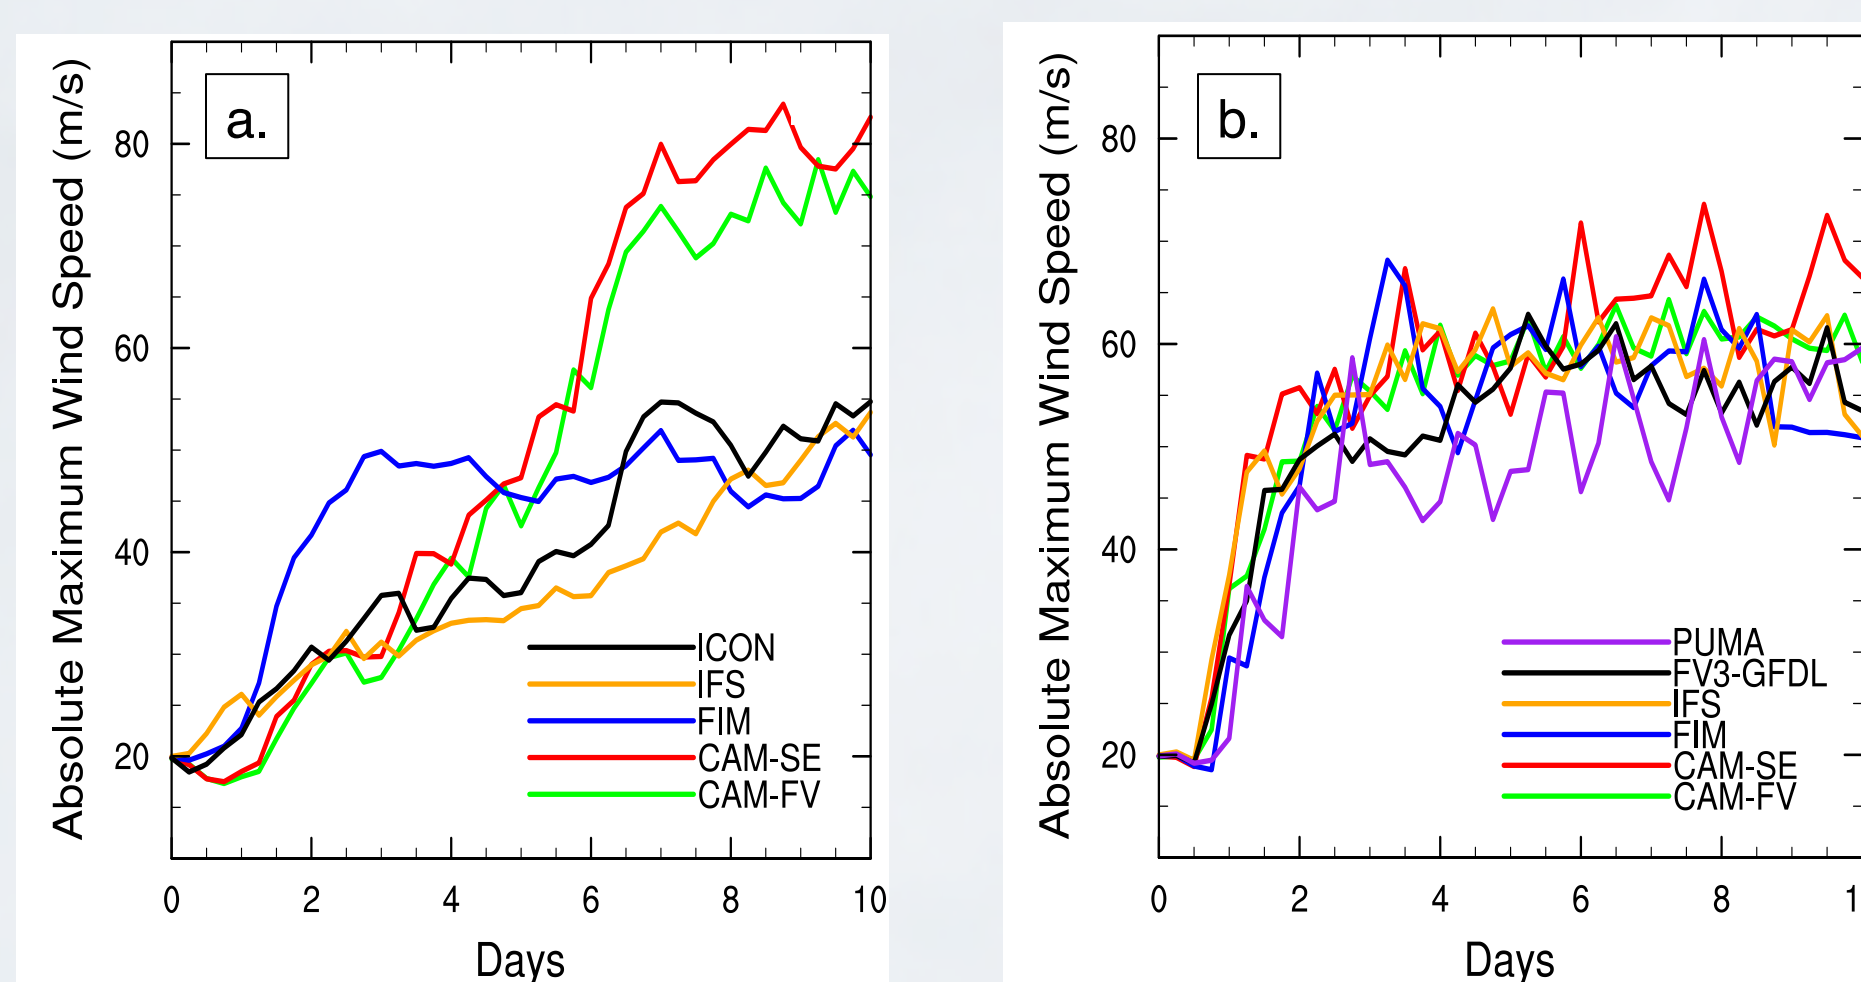 a.
Absolute Maximum Wind Speed (m/s)
80
60
40
20
ICON
IFS
FIM
CAM-SE
CAM-FV
0 2 4 6 8 10
Days
b.
Absolute Maximum Wind Speed (m/s)
80
60
40
20
PUMA
FV3-GFDL
IFS
FIM
CAM-SE
CAM-FV
0 2 4 6 8 1
Days